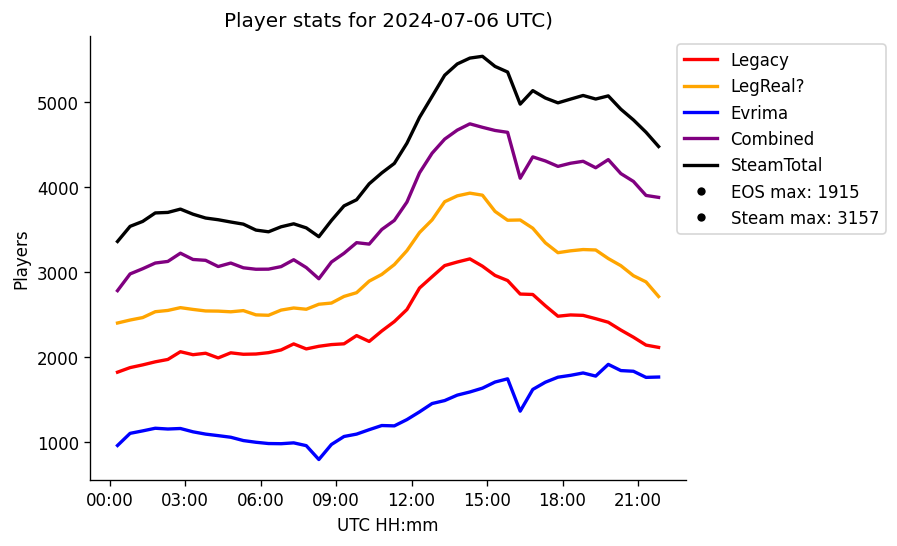 Player stats for 2024-07-06 UTC)
Players
5000
4000
3000
2000
1000
00:00 03:00 06:00 09:00 12:00 15:00 18:00 21:00
UTC HH:mm
Legacy
LegReal?
Evrima
Combined
SteamTotal
EOS max: 1915
Steam max: 3157